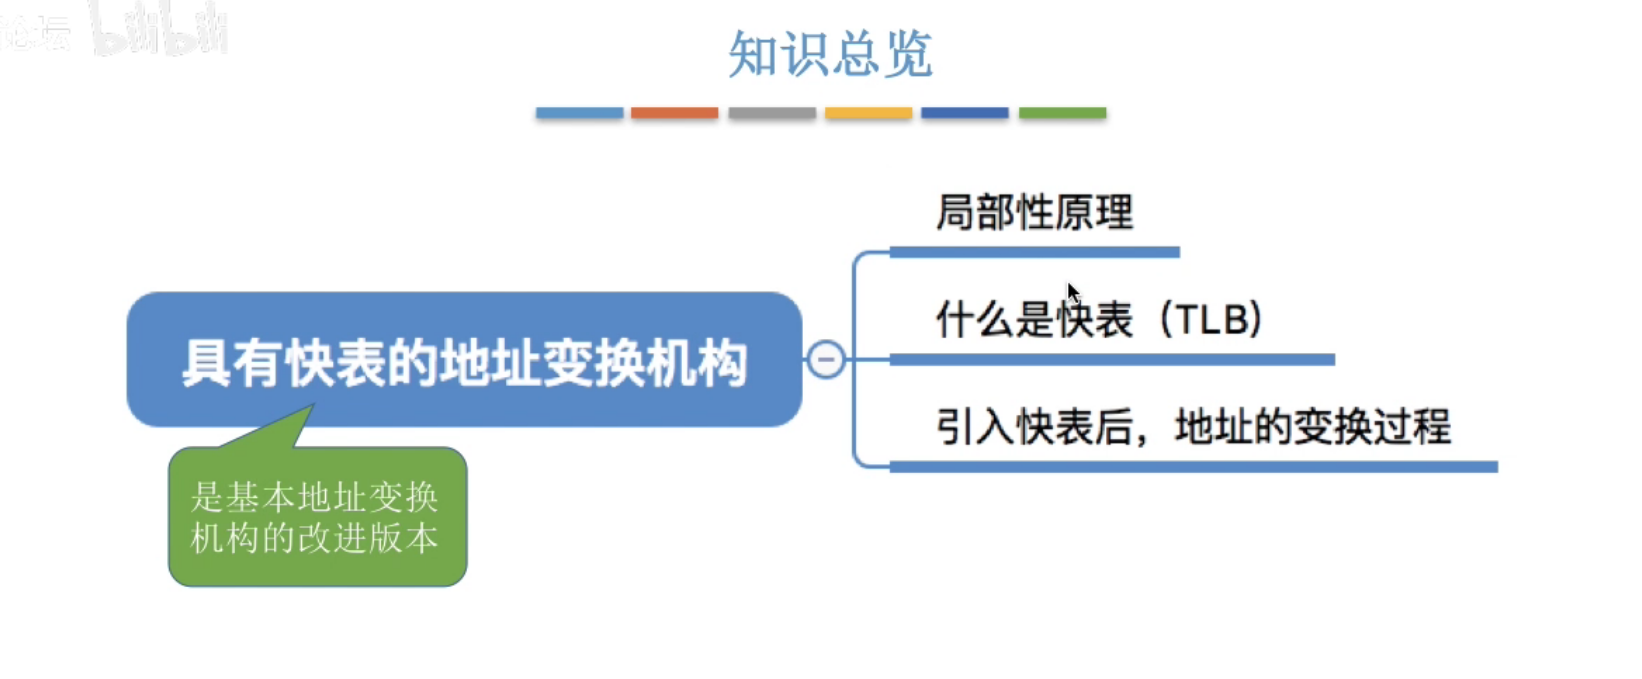 论坛 bilibili
知识总览
局部性原理
什么是快表（TLB）
具有快表的地址变换机构
引入快表后，地址的变换过程
是基本地址变换
机构的改进版本